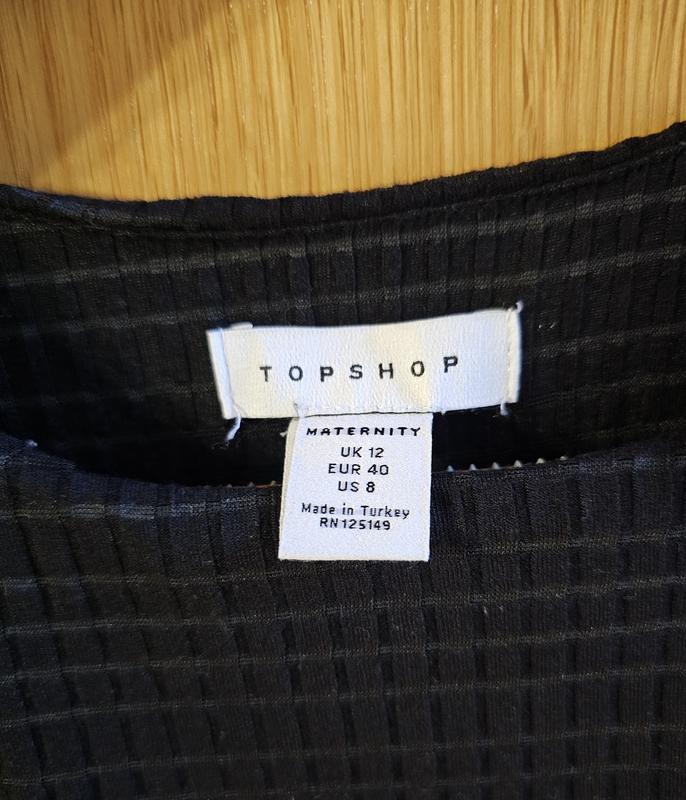 TOPSHOP
MATERNITY
UK 12
EUR 40
US 8
Made in Turkey
RN125149